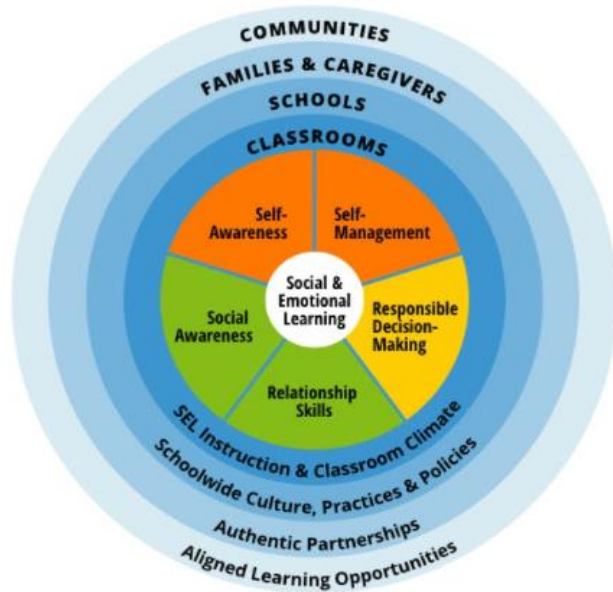 COMMUNITIES
FAMILIES & CAREGIVERS
SCHOOLS
CLASSROOMS
Self-
Awareness
Self-
Management
Social &
Emotional
Learning
Social
Awareness
Responsible
Decision-
Making
Relationship
Skills
SEL Instruction & Classroom Climate
Schoolwide Culture, Practices & Policies
Authentic Partnerships
Aligned Learning Opportunities